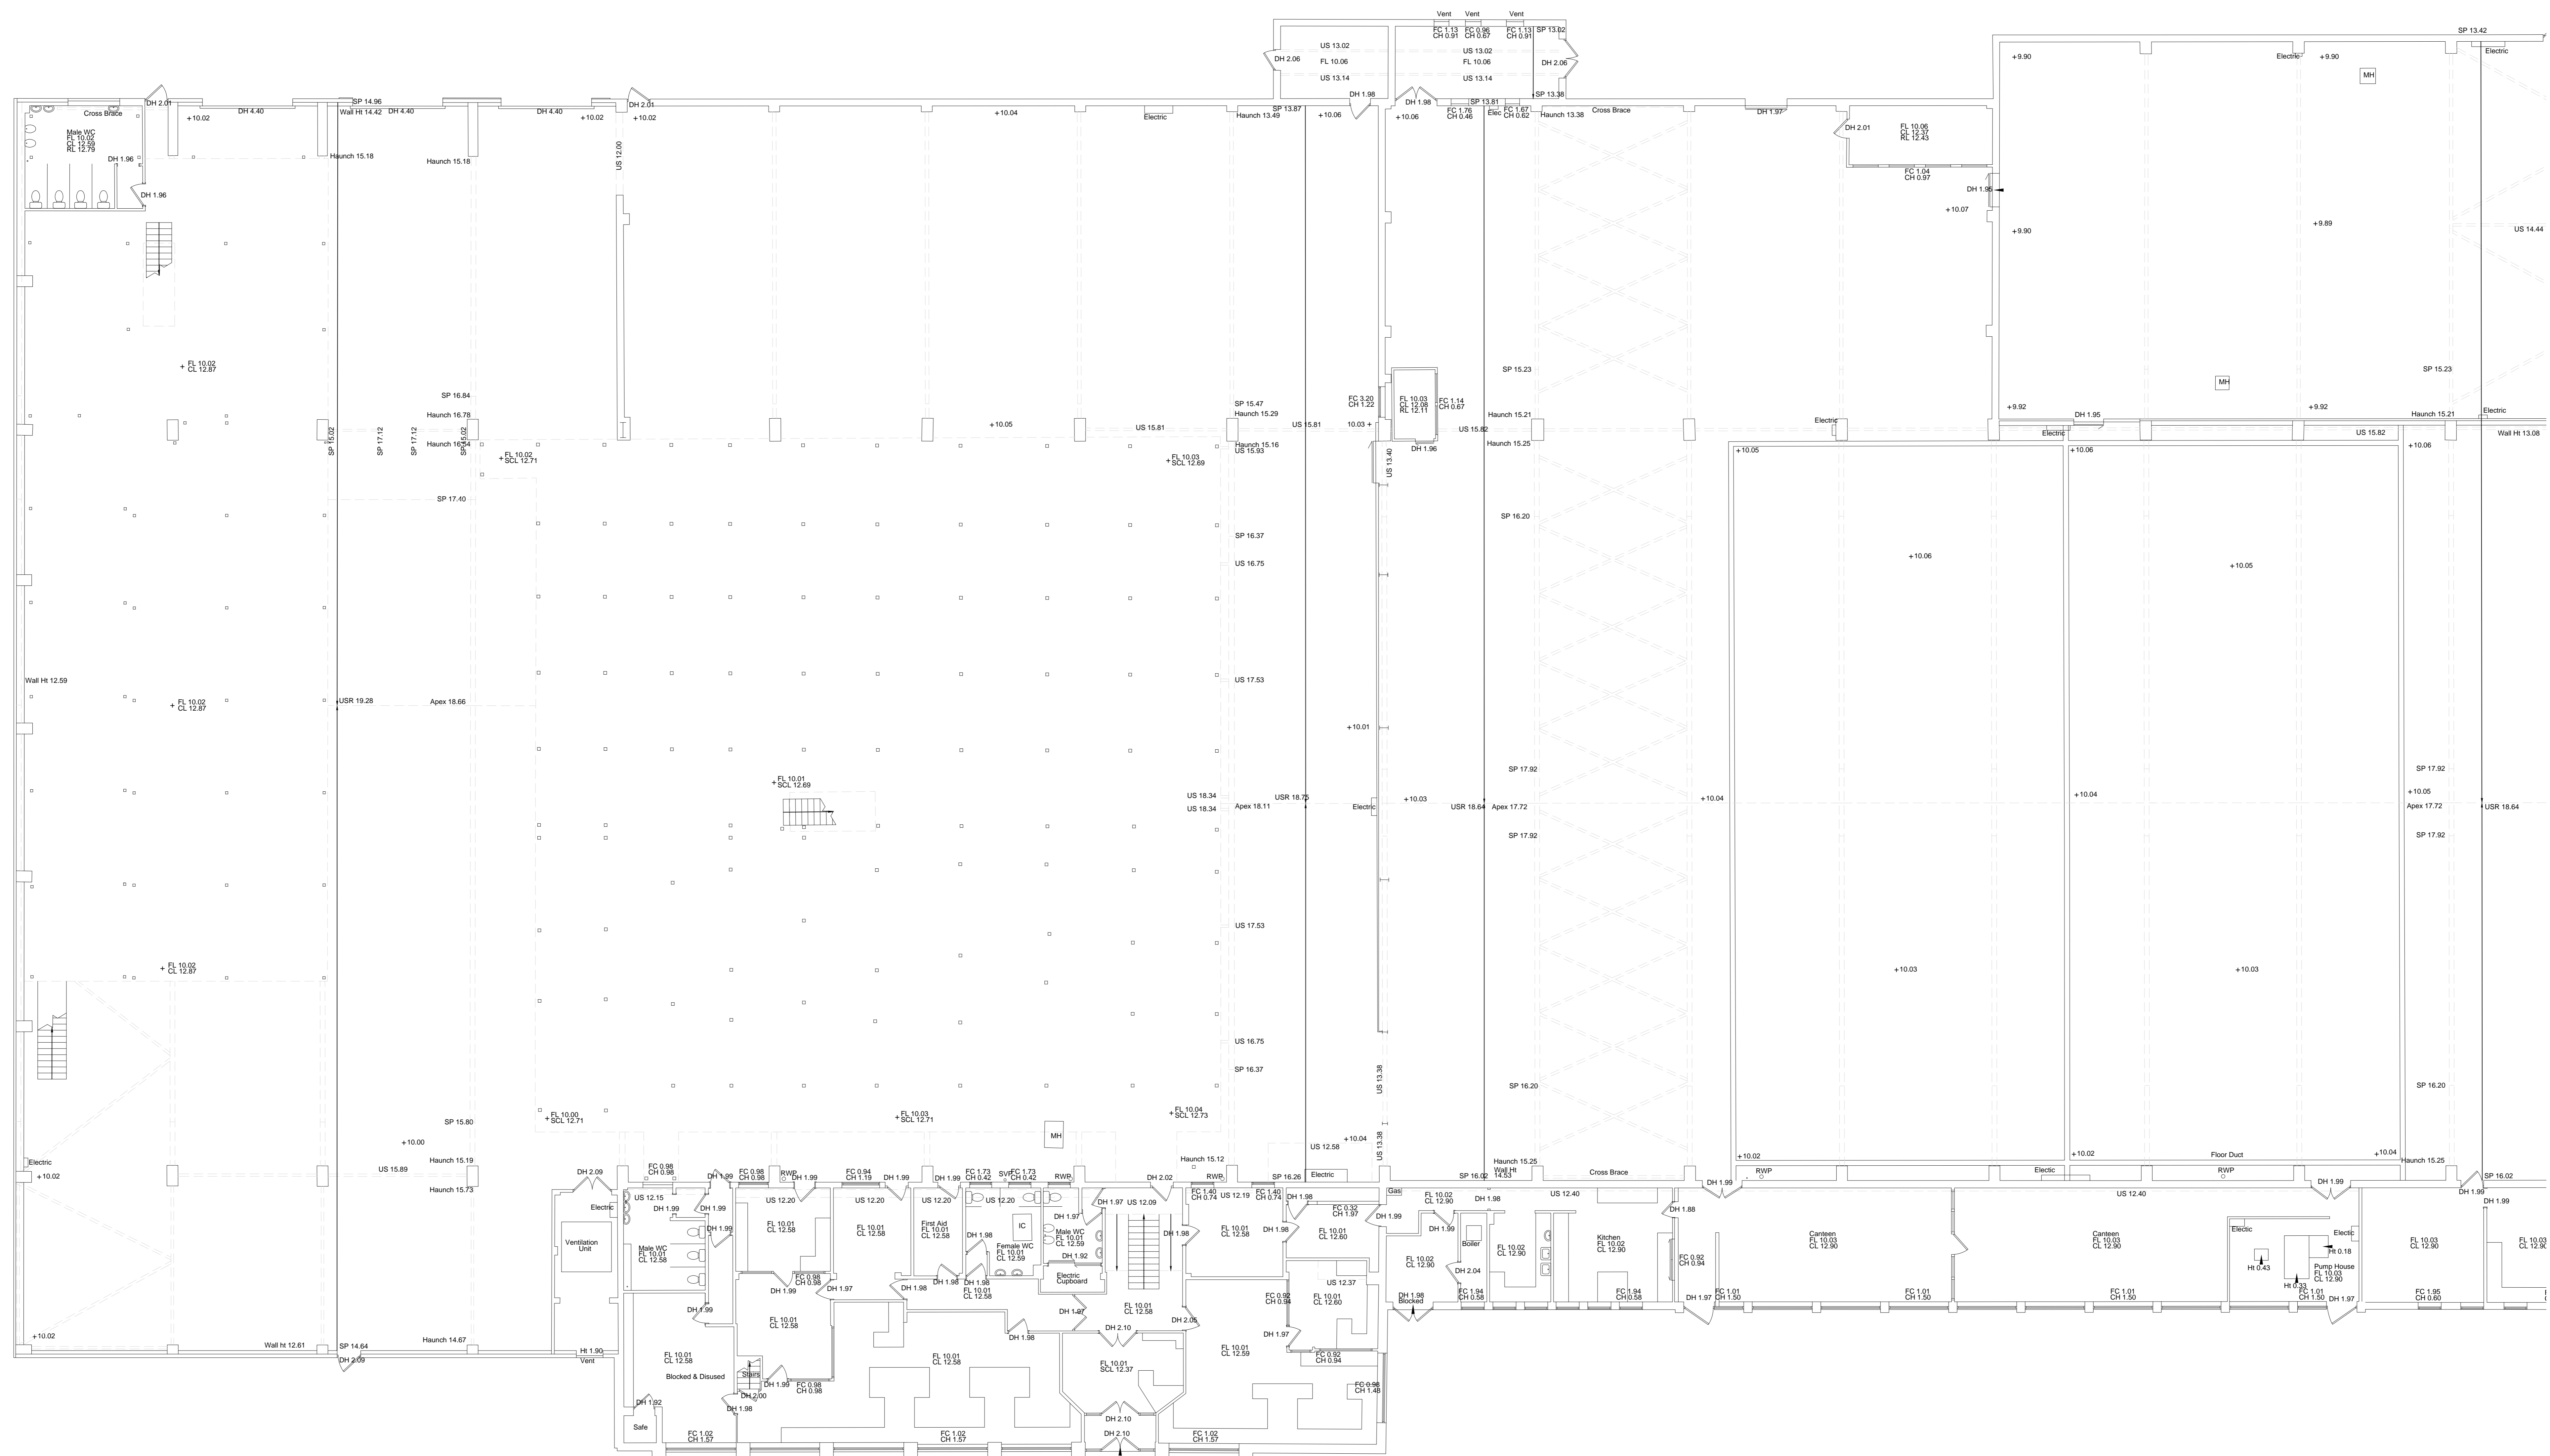 Vent Vent Vent
FC 1.13 FC 0.96 FC 1.13 SP 13.02
CH 0.91 CH 0.67 CH 0.91
SP 13.42
US 13.02 US 13.02
DH 2.06 FL 10.06 FL 10.06 DH 2.06
US 13.14 US 13.14
Electric
+9.90 Electric +9.90
MH
DH 1.98 DH 1.98 SP 13.38
DH 2.01 SP 14.96 DH 2.01 SP 13.87 SP 13.81
Cross Brace DH 4.40 Wall Ht 14.42 DH 4.40 DH 4.40
+10.02 +10.02 +10.02 +10.04 Electric Haunch 13.49 +10.06 +10.06
FC 1.76 Elec FC 1.67 Haunch 13.38 Cross Brace DH 1.97
CH 0.46 CH 0.62
Male WC
FL 10.02
CL 12.59
RL 12.79
DH 1.96
DH 1.96
Haunch 15.18 Haunch 15.18
US 12.00
DH 2.01
FL 10.06
CL 12.37
RL 12.43
FC 1.04
CH 0.97
DH 1.95
+10.07
+9.90 +9.89 US 14.44
+ FL 10.02
CL 12.87
SP 16.84 SP 15.47 SP 15.23 SP 15.23
MH
Haunch 16.78 Haunch 15.29 Haunch 15.21
FC 3.20
CH 1.22
FL 10.03
CL 12.08
RL 12.11
FC 1.14
CH 0.67
+9.92 DH 1.95 +9.92 Haunch 15.21 Electric
SP 15.02 SP 17.12 SP 17.12 SP 15.02
+10.05 US 15.81 US 15.81 10.03 + US 15.82 Electric Electric US 15.82 Wall Ht 13.08
Haunch 16.54 Haunch 15.16 Haunch 15.25
US 15.93 DH 1.96
US 13.40
+ FL 10.02
SCL 12.71
+ FL 10.03
SCL 12.69
+10.05 +10.06 +10.06
SP 17.40 SP 16.20
SP 16.37
US 16.75
+10.06 +10.05
Wall Ht 12.59
US 17.53
+ FL 10.02
CL 12.87
USR 19.28 Apex 18.66
+10.01
+ FL 10.01
SCL 12.69
SP 17.92 SP 17.92
US 18.34
US 18.34
Apex 18.11 USR 18.75 Electric +10.03 USR 18.64 Apex 17.72 +10.04 +10.04 +10.05
Apex 17.72 USR 18.64
SP 17.92 SP 17.92
US 17.53
+ FL 10.02
CL 12.87
+10.03 +10.03
US 16.75
SP 16.37
US 13.38
SP 16.20 SP 16.20
+ FL 10.00
SCL 12.71
+ FL 10.03
SCL 12.71
+ FL 10.04
SCL 12.73
SP 15.80
+10.00 MH US 12.58 +10.04 US 13.38
Electric +10.02 US 15.89 Haunch 15.19 Haunch 15.12
Haunch 15.25 +10.02 +10.02 Floor Duct +10.04 Haunch 15.25
DH 2.09 FC 0.98
CH 0.98
FC 0.98
CH 0.98
RWP DH 1.99 FC 0.94
CH 1.19
DH 1.99 DH 1.99 FC 1.73
CH 0.42
SVP FC 1.73
CH 0.42
RWP DH 2.02 RWP SP 16.26 Electric
SP 16.02 Wall Ht
14.53
Cross Brace RWP Electic RWP SP 16.02
Haunch 15.73
DH 1.99
US 12.15 US 12.20 US 12.20 US 12.20 US 12.20 US 12.09
FC 1.40
CH 0.74
US 12.19 FC 1.40
CH 0.74
DH 1.98
Gas FL 10.02
CL 12.90
DH 1.98 US 12.40 DH 1.99 US 12.40 DH 1.99 DH 1.99 DH 1.99
Electric DH 1.99 DH 1.99 DH 1.99
DH 1.97 DH 1.97
FC 0.32
CH 1.97
DH 1.99 DH 1.99 DH 1.88
Ventilation
Unit
Male WC
FL 10.01
CL 12.58
FL 10.01
CL 12.58
FL 10.01
CL 12.58
First Aid
FL 10.01
CL 12.58
IC
DH 1.98
Female WC
FL 10.01
CL 12.59
Male WC
FL 10.01
CL 12.59
DH 1.92
DH 1.98
FL 10.01
CL 12.58
DH 1.98
FL 10.01
CL 12.60
FL 10.02
CL 12.90
Boiler
DH 2.04
FL 10.02
CL 12.90
Kitchen
FL 10.02
CL 12.90
FC 0.92
CH 0.94
Canteen
FL 10.03
CL 12.90
Canteen
FL 10.03
CL 12.90
Electic Electic
Ht 0.18
Ht 0.43
Ht 0.33
Pump House
FL 10.03
CL 12.90
FL 10.03
CL 12.90
FL 10.03
CL 12.90
FC 0.98
CH 0.98
DH 1.99 DH 1.97 DH 1.98 DH 1.98 DH 1.98
FL 10.01
CL 12.58
Electric
Cupboard
DH 1.97
US 12.37
FL 10.01
CL 12.60
FC 0.92
CH 0.94
DH 1.98
Blocked
FC 1.94
CH 0.58
FC 1.94
CH 0.58
DH 1.97 FC 1.01
CH 1.50
FC 1.01
CH 1.50
FC 1.01
CH 1.50
FC 1.01
CH 1.50
DH 1.97 FC 1.95
CH 0.60
DH 1.99
FL 10.01
CL 12.58
FL 10.01
CL 12.58
DH 2.05
DH 1.98 DH 2.10 DH 1.97
+10.02
Wall ht 12.61 SP 14.64 Haunch 14.67
DH 2.09 Ht 1.90
Vent
FL 10.01
CL 12.58
Blocked & Disused
Stairs DH 1.99
DH 2.00
FC 0.98
CH 0.98
FL 10.01
CL 12.58
FL 10.01
SCL 12.37
FL 10.01
CL 12.59
FC 0.92
CH 0.94
FC 0.98
CH 1.48
DH 1.92 DH 1.98
Safe
DH 2.10
DH 2.10
FC 1.02
CH 1.57
FC 1.02
CH 1.57
FC 1.02
CH 1.57